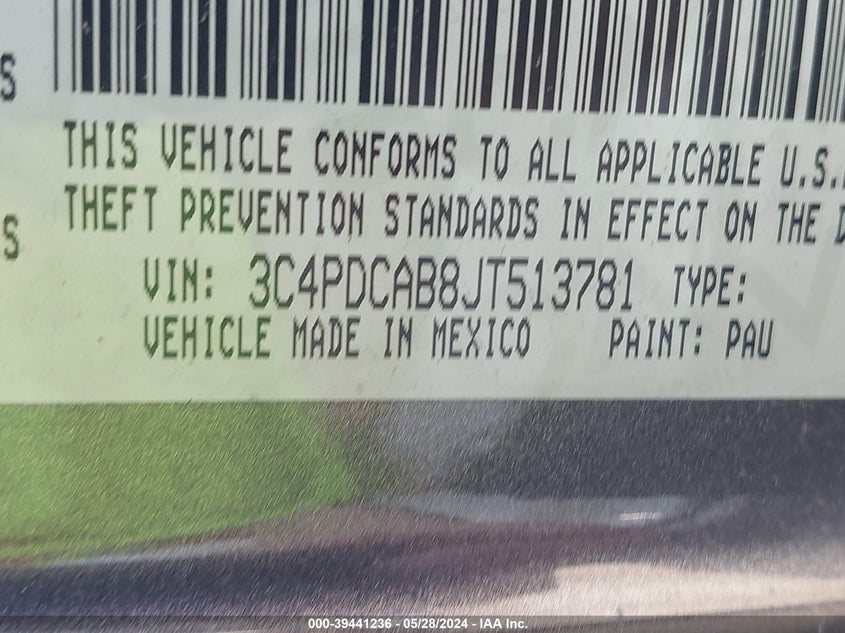 S
THIS VEHICLE CONFORMS TO ALL APPLICABLE U.S.
THEFT PREVENTION STANDARDS IN EFFECT ON THE D
S
VIN: 3C4PDCAB8JT513781 TYPE:
VEHICLE MADE IN MEXICO PAINT: PAU
000-39441236 - 05/28/2024 - IAA Inc.